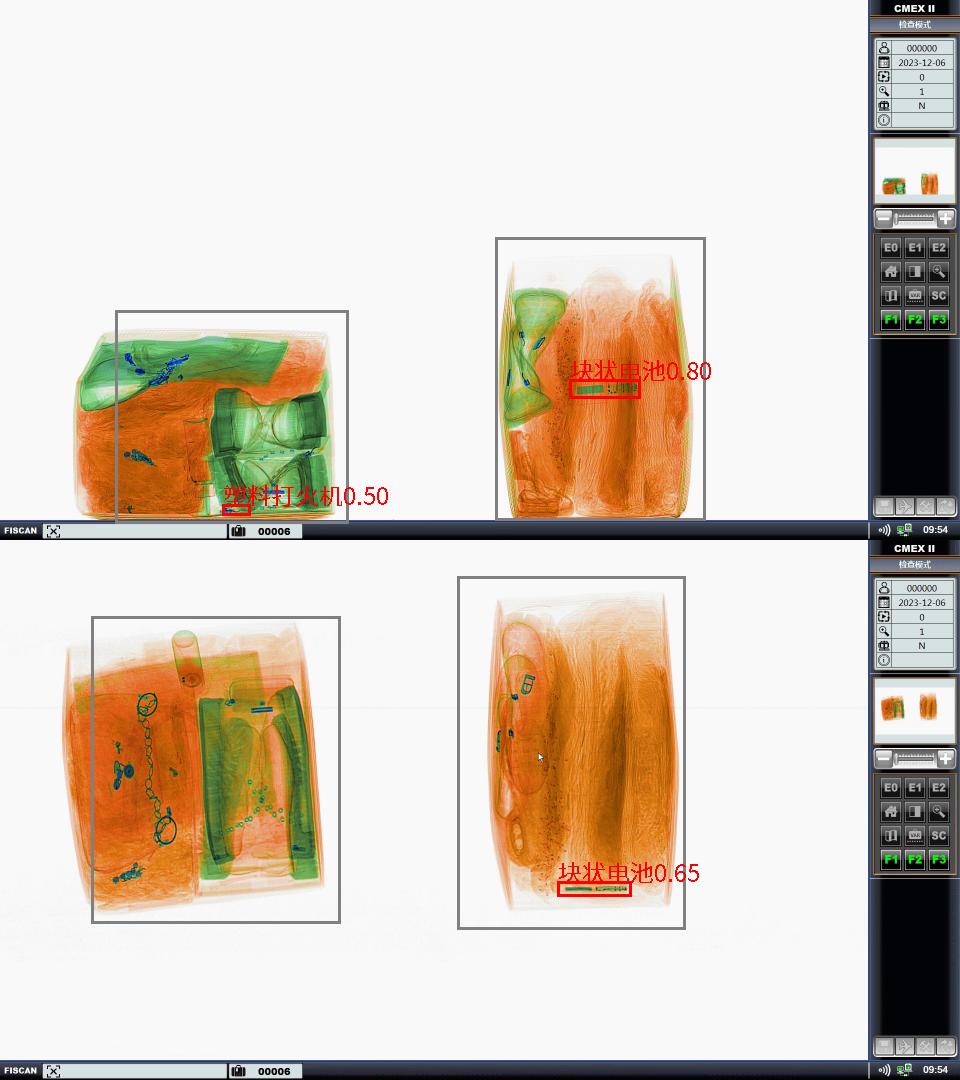 CMEX II
检查模式
000000
2023-12-06
0
1
N
块状电池0.80
塑料打火机0.50
E0 E1 E2
VAR SC
F1 F2 F3
FISCAN 00006 09:54
CMEX II
检查模式
000000
2023-12-06
0
1
N
E0 E1 E2
VAR SC
F1 F2 F3
块状电池0.65
FISCAN 00006 09:54